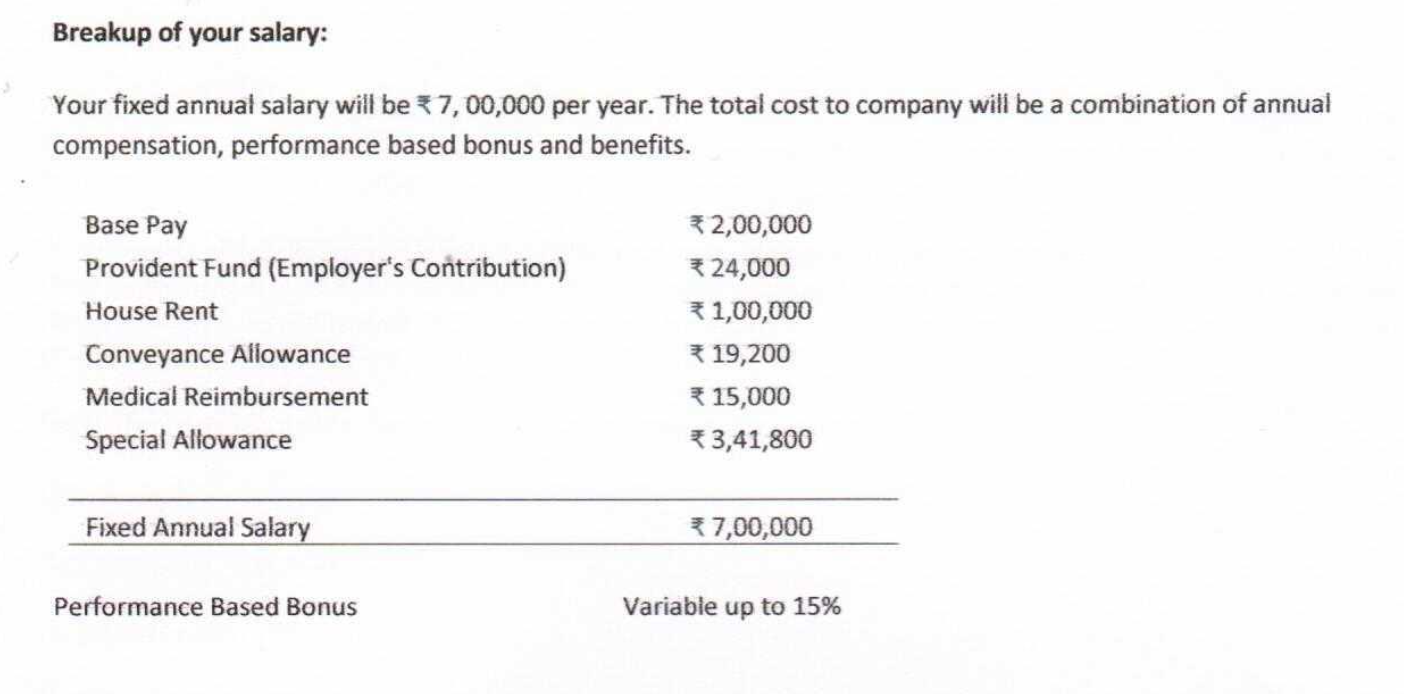 Breakup of your salary:
Your fixed annual salary will be ₹ 7, 00,000 per year. The total cost to company will be a combination of annual
compensation, performance based bonus and benefits.
Base Pay ₹ 2,00,000
Provident Fund (Employer's Contribution) ₹ 24,000
House Rent ₹ 1,00,000
Conveyance Allowance ₹ 19,200
Medical Reimbursement ₹ 15,000
Special Allowance ₹ 3,41,800
Fixed Annual Salary ₹ 7,00,000
Performance Based Bonus Variable up to 15%